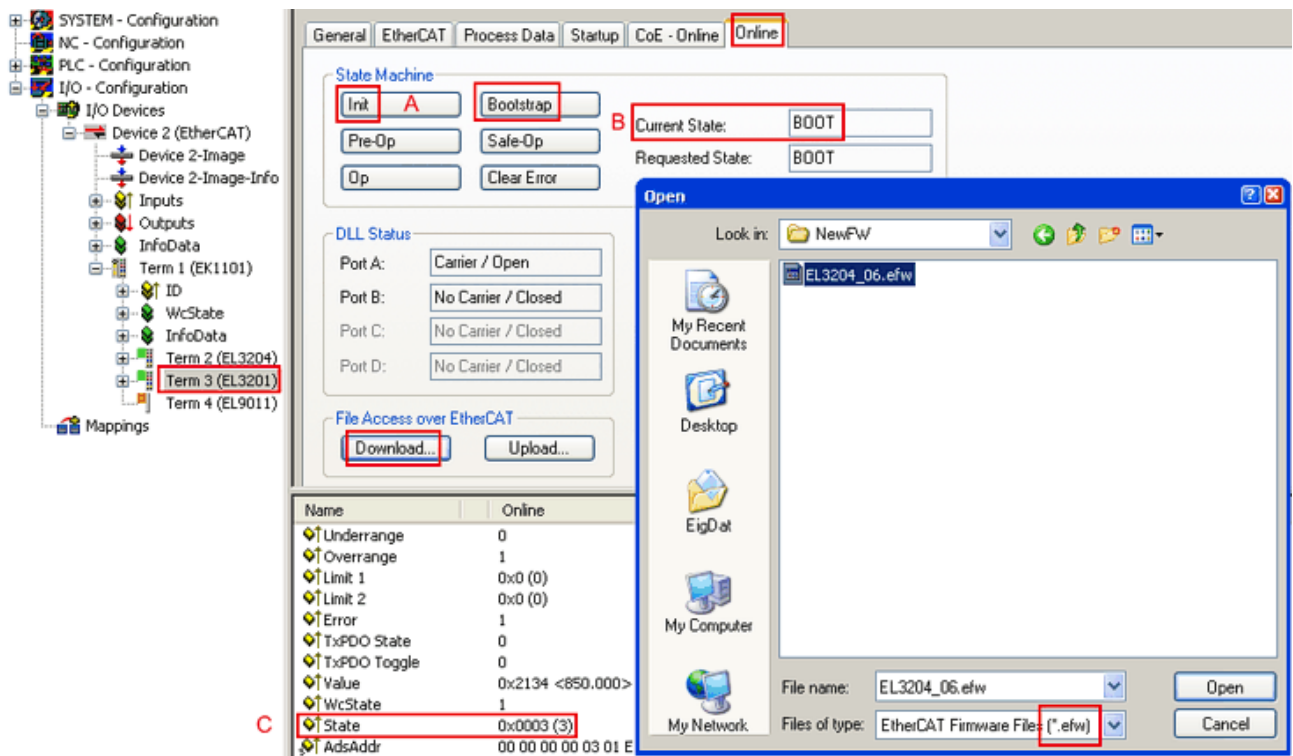 SYSTEM - Configuration
NC - Configuration
PLC - Configuration
I/O - Configuration
I/O Devices
Device 2 (EtherCAT)
Device 2-Image
Device 2-Image-Info
Inputs
Outputs
InfoData
Term 1 (EK1101)
ID
WcState
InfoData
Term 2 (EL3204)
Term 3 (EL3201)
Term 4 (EL9011)
Mappings
General EtherCAT Process Data Startup CoE - Online Online
State Machine
Init A Bootstrap
Pre-Op Safe-Op
Op Clear Error
B Current State: BOOT
Requested State: BOOT
DLL Status
Port A: Carrier / Open
Port B: No Carrier / Closed
Port C: No Carrier / Closed
Port D: No Carrier / Closed
File Access over EtherCAT
Download... Upload...
Name Online
Underrange 0
Overrange 1
Limit 1 0x0 (0)
Limit 2 0x0 (0)
Error 1
TxPDO State 0
TxPDO Toggle 0
Value 0x2134 <850.000>
WcState 1
C State 0x0003 (3)
AdsAddr 00 00 00 00 03 01 E
Open
Look in: NewFW
EL3204_06.efw
My Recent
Documents
Desktop
EigDat
My Computer
My Network
File name: EL3204_06.efw Open
Files of type: EtherCAT Firmware Files (*.efw) Cancel